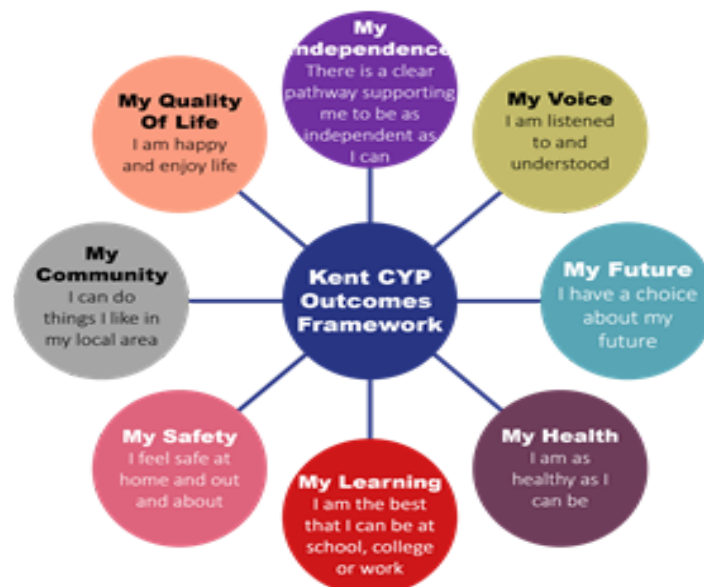 My
Independence
There is a clear
pathway supporting
me to be as
independent as
I can
My Voice
I am listened
to and
understood
My Future
I have a choice
about my
future
My Health
I am as
healthy as I
can be
My Learning
I am the best
that I can be at
school, college
or work
My Safety
I feel safe at
home and out
and about
My
Community
I can do
things I like in
my local area
My Quality
Of Life
I am happy
and enjoy life
Kent CYP
Outcomes
Framework